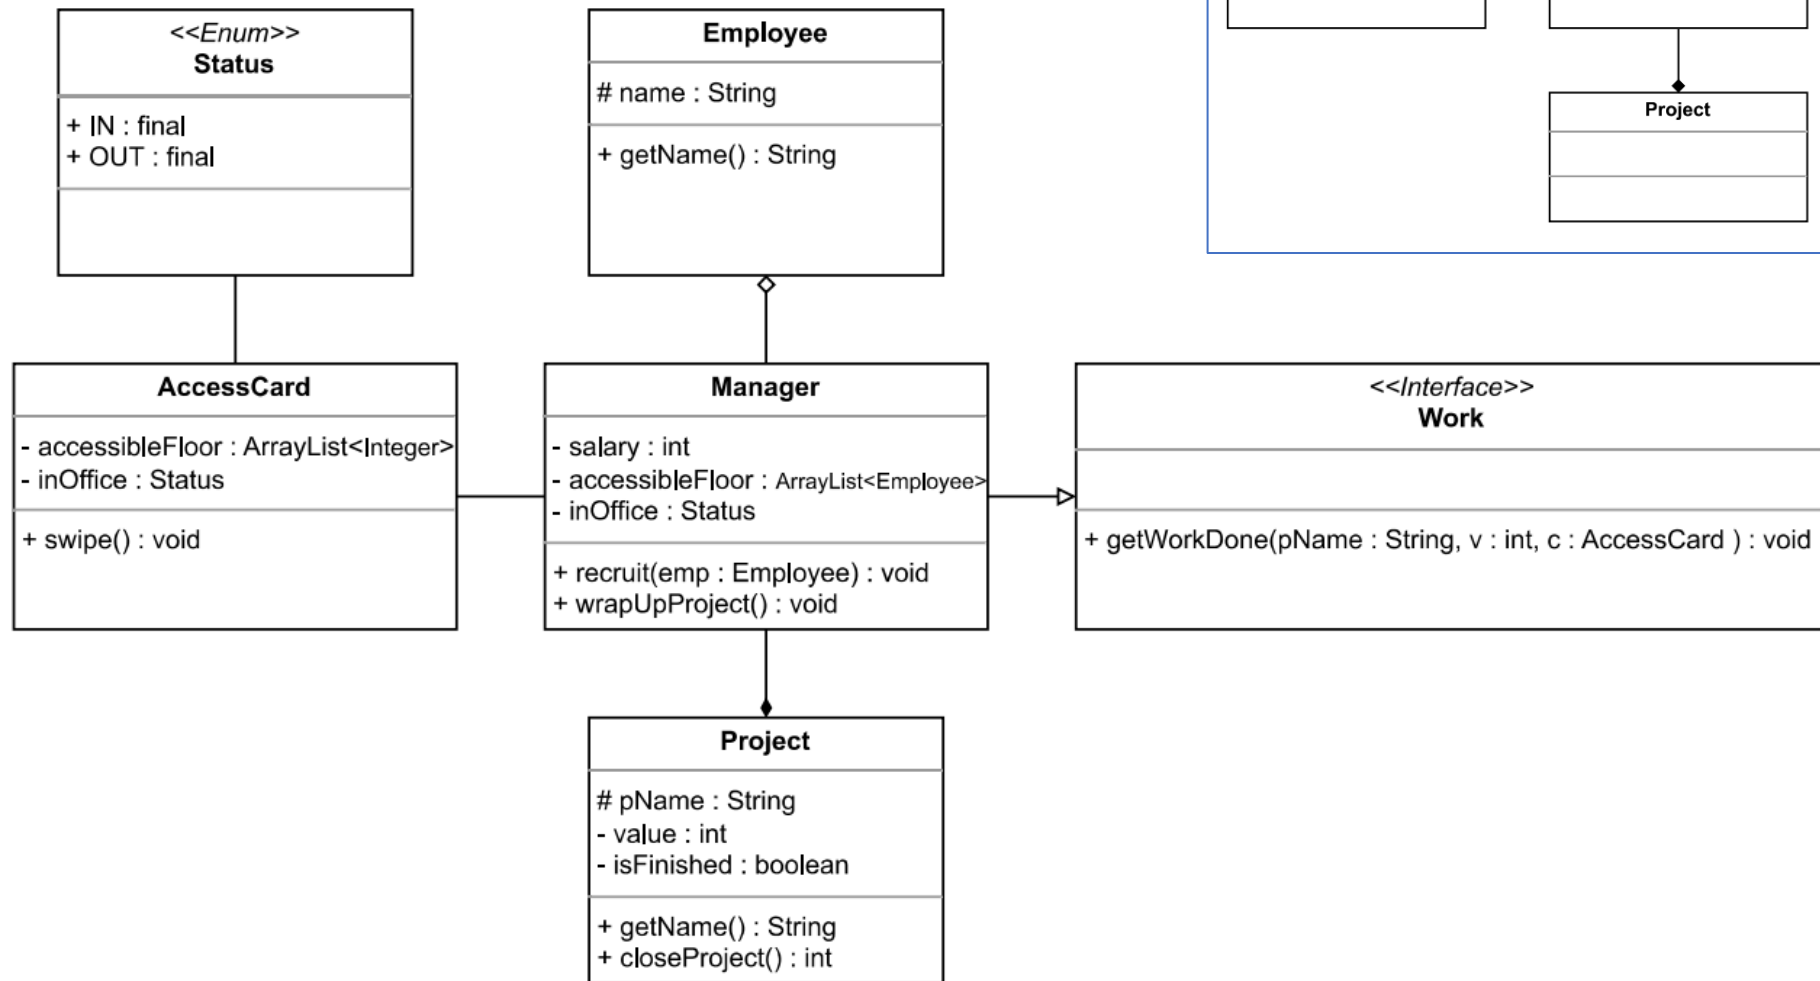 <<Enum>>
Status
+ IN : final
+ OUT : final
Employee
# name : String
+ getName() : String
Project
AccessCard
- accessibleFloor : ArrayList<Integer>
- inOffice : Status
+ swipe() : void
Manager
- salary : int
- accessibleFloor : ArrayList<Employee>
- inOffice : Status
+ recruit(emp : Employee) : void
+ wrapUpProject() : void
<<Interface>>
Work
+ getWorkDone(pName : String, v : int, c : AccessCard ) : void
Project
# pName : String
- value : int
- isFinished : boolean
+ getName() : String
+ closeProject() : int